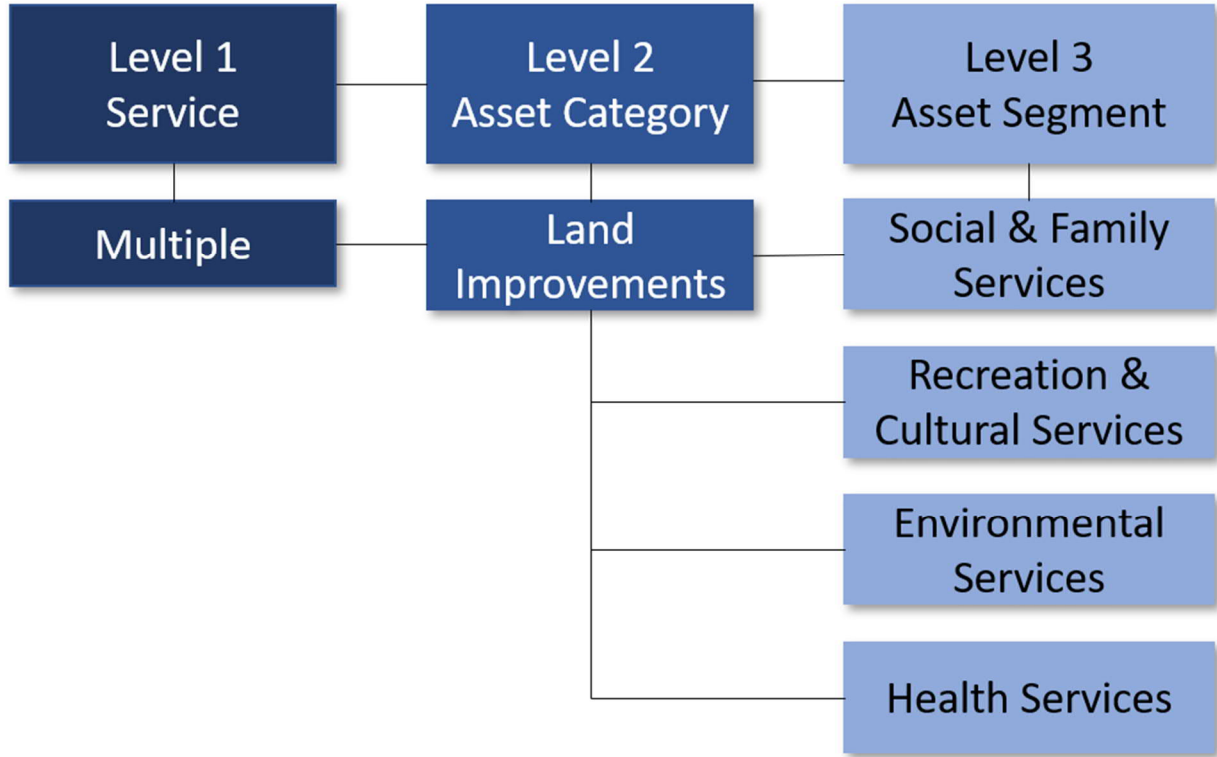 Level 1
Service
Level 2
Asset Category
Level 3
Asset Segment
Multiple
Land
Improvements
Social & Family
Services
Recreation &
Cultural Services
Environmental
Services
Health Services